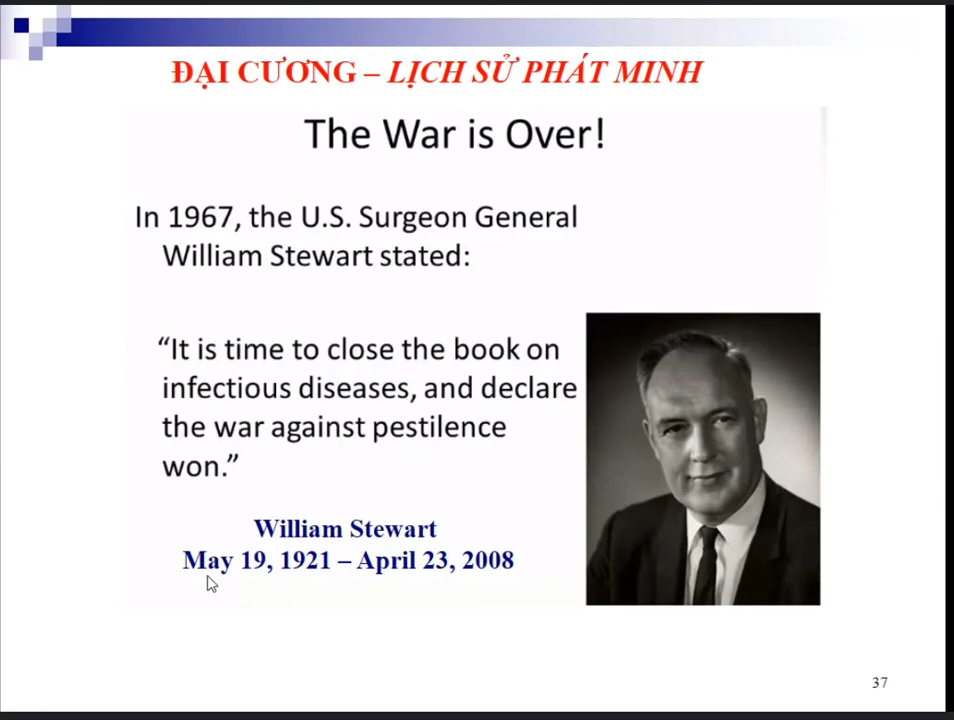 ĐẠI CƯƠNG – LỊCH SỬ PHÁT MINH
The War is Over!
In 1967, the U.S. Surgeon General
William Stewart stated:
“It is time to close the book on
infectious diseases, and declare
the war against pestilence
won.”
William Stewart
May 19, 1921 – April 23, 2008
37